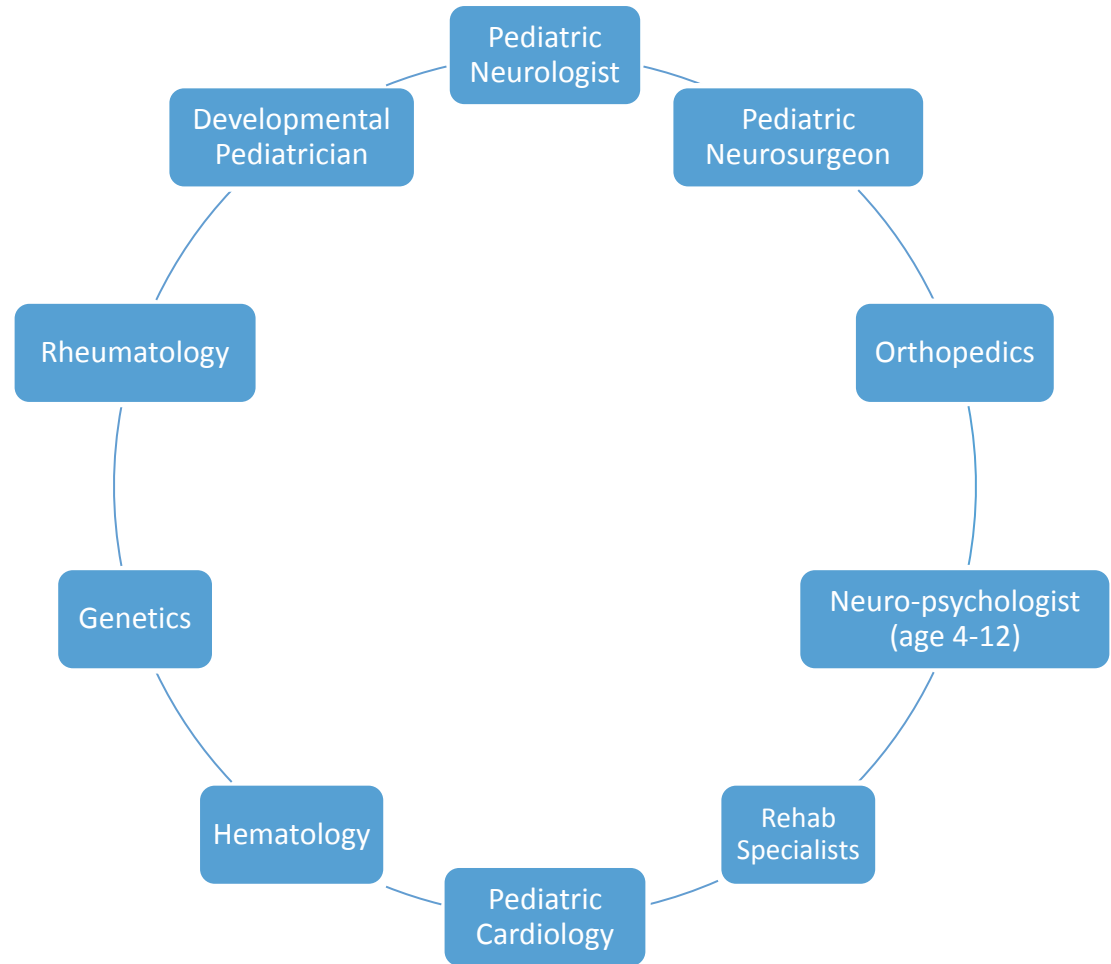 Pediatric
Neurologist
Pediatric
Neurosurgeon
Orthopedics
Neuro-psychologist
(age 4-12)
Rehab
Specialists
Pediatric
Cardiology
Hematology
Genetics
Rheumatology
Developmental
Pediatrician